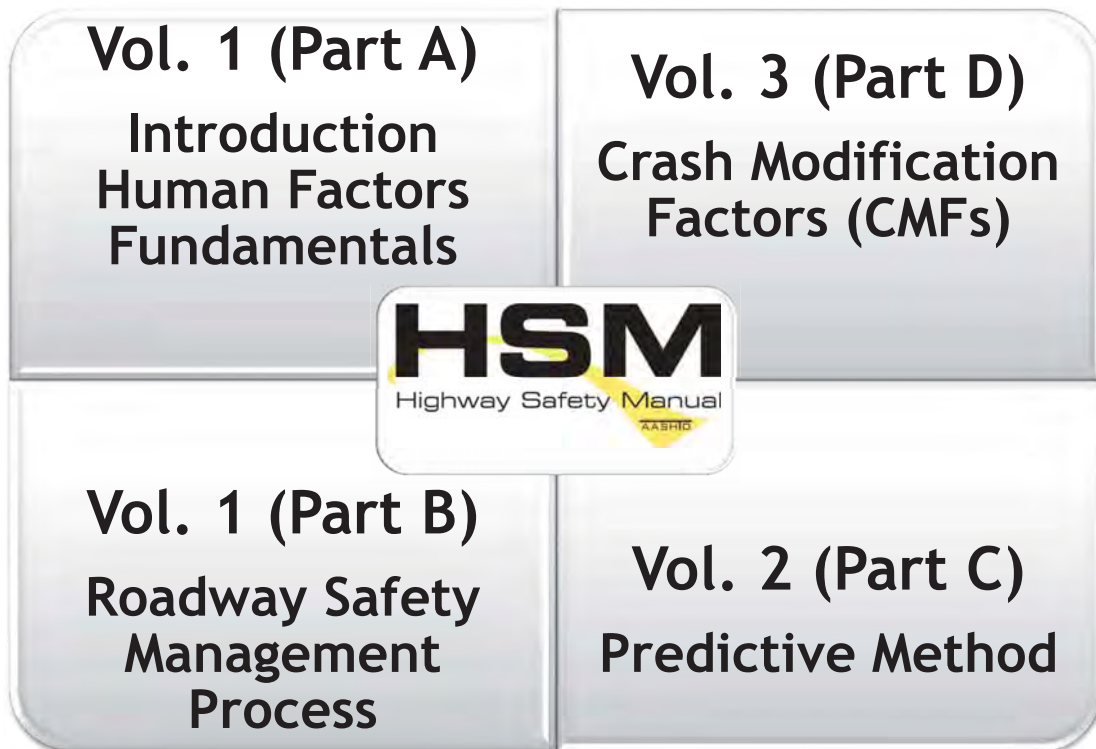 Vol. 1 (Part A)
Introduction
Human Factors
Fundamentals
Vol. 3 (Part D)
Crash Modification
Factors (CMFs)
HSM
Highway Safety Manual
AASHTO
Vol. 1 (Part B)
Roadway Safety
Management
Process
Vol. 2 (Part C)
Predictive Method